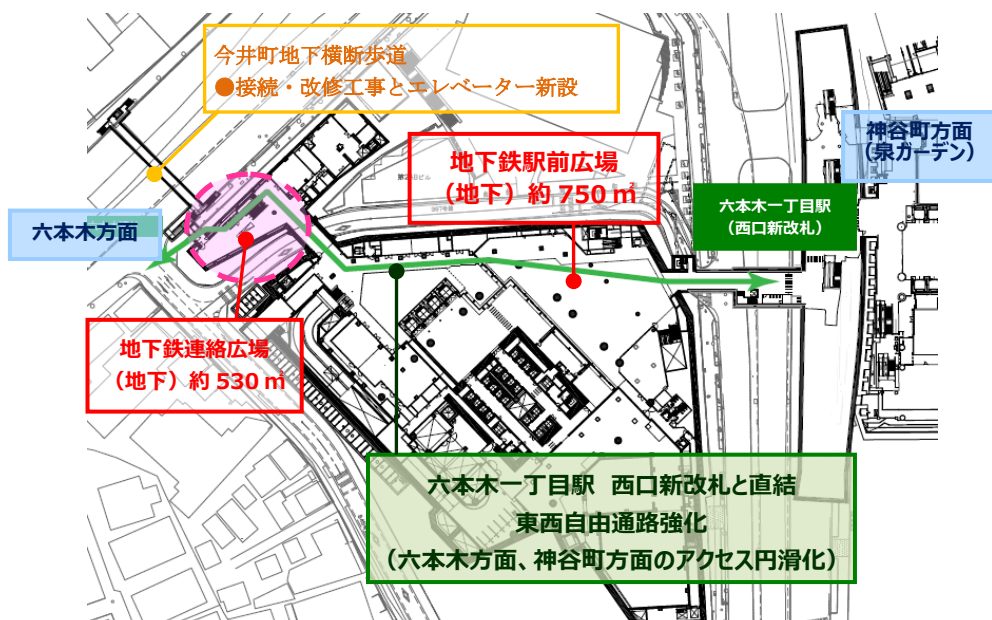 今井町地下横断歩道
●接続・改修工事とエレベーター新設
神谷町方面
（泉ガーデン）
地下鉄駅前広場
（地下）約 750 ㎡
六本木一丁目駅
（西口新改札）
六本木方面
地下鉄連絡広場
（地下）約 530 ㎡
六本木一丁目駅 西口新改札と直結
東西自由通路強化
（六本木方面、神谷町方面のアクセス円滑化）